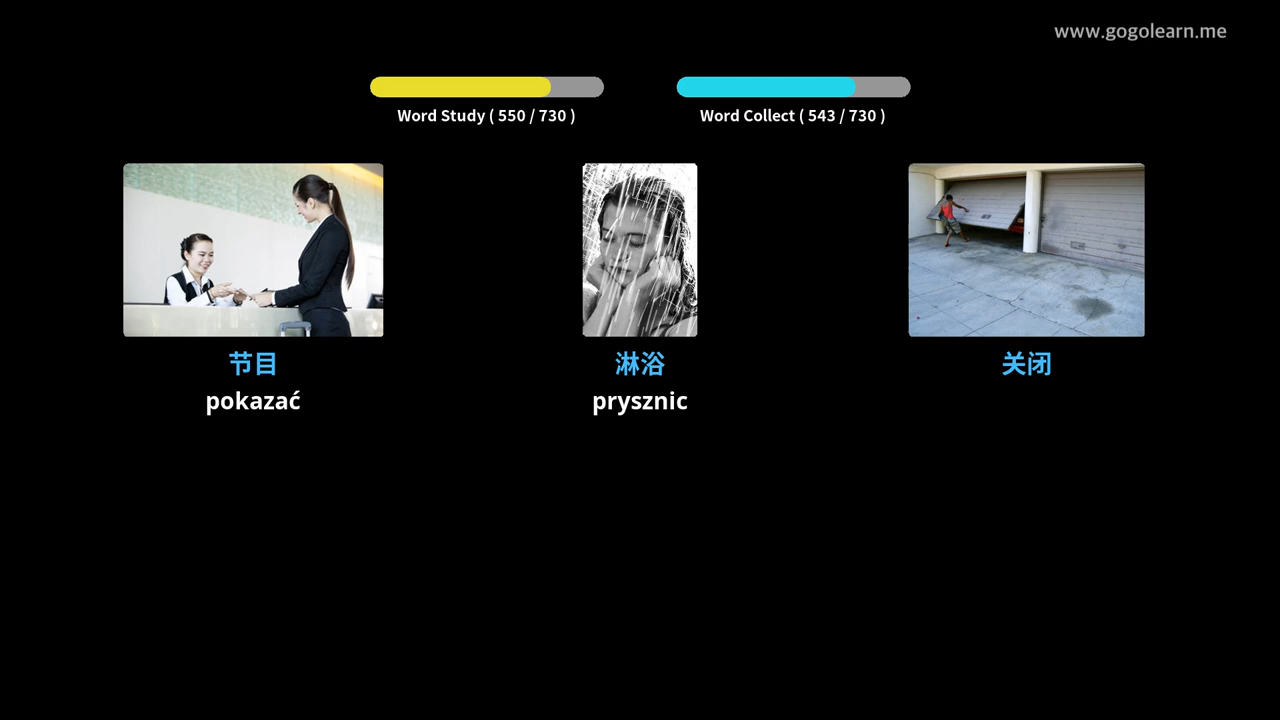 www.gogolearn.me
Word Study ( 550 / 730 )
Word Collect ( 543 / 730 )
节目
淋浴
关闭
pokazać
prysznic